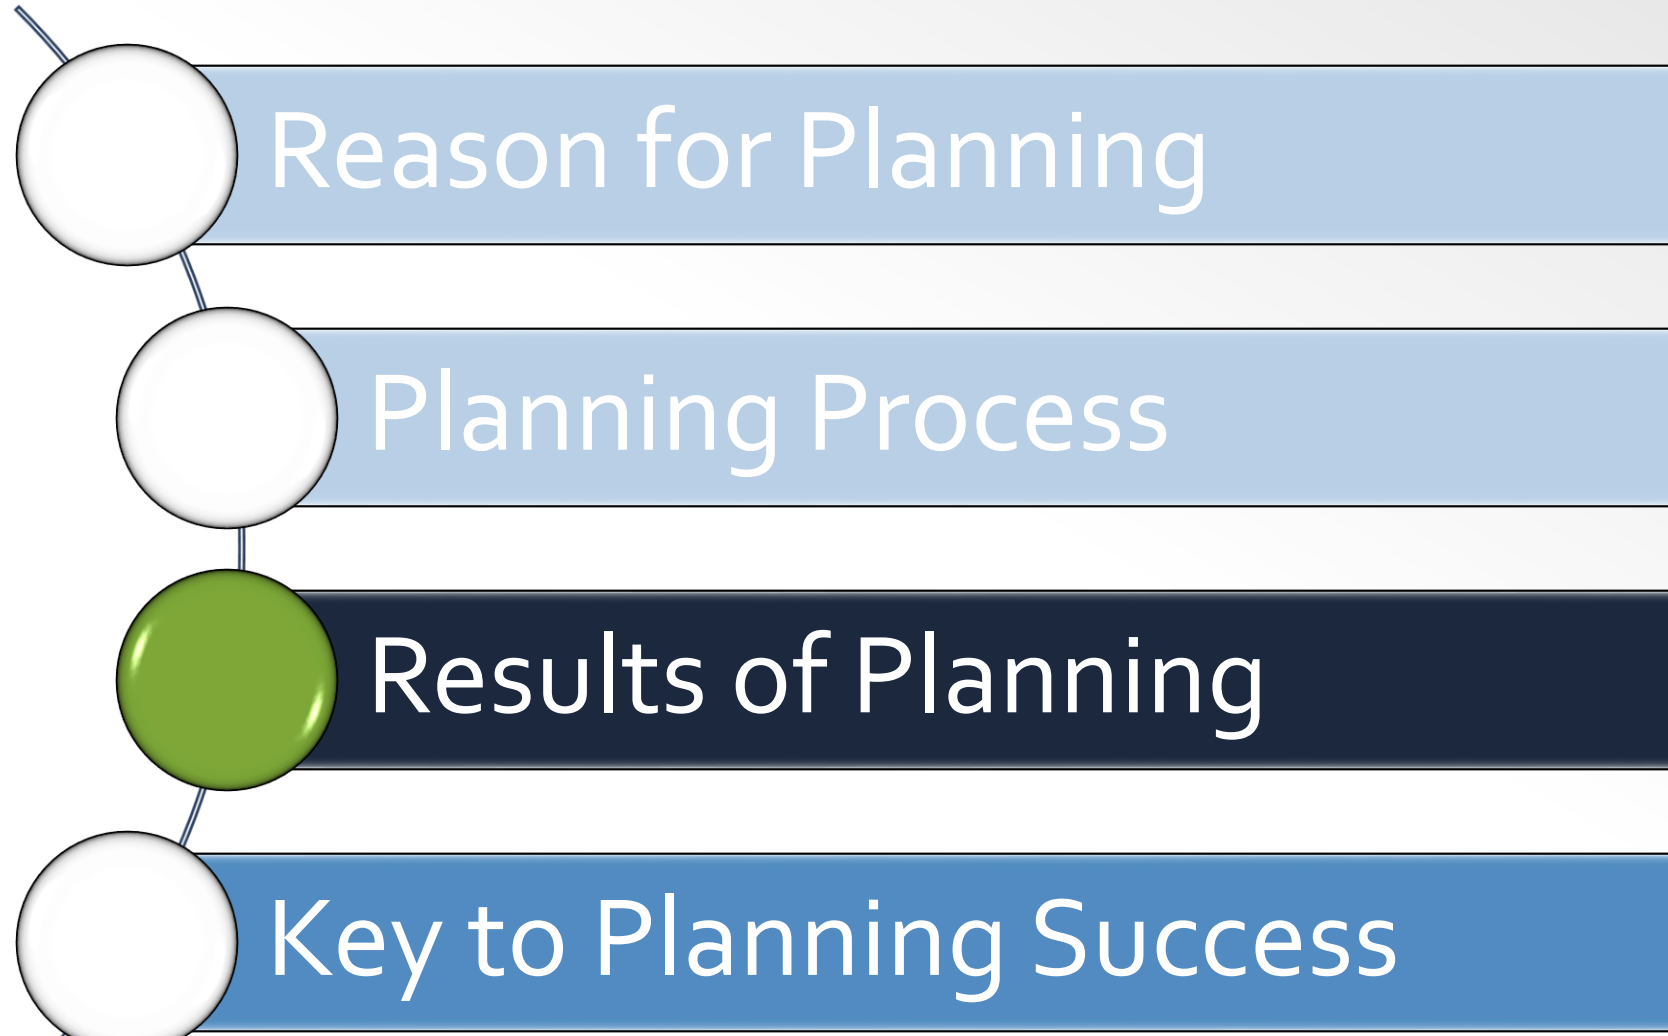 Reason for Planning
Planning Process
Results of Planning
Key to Planning Success